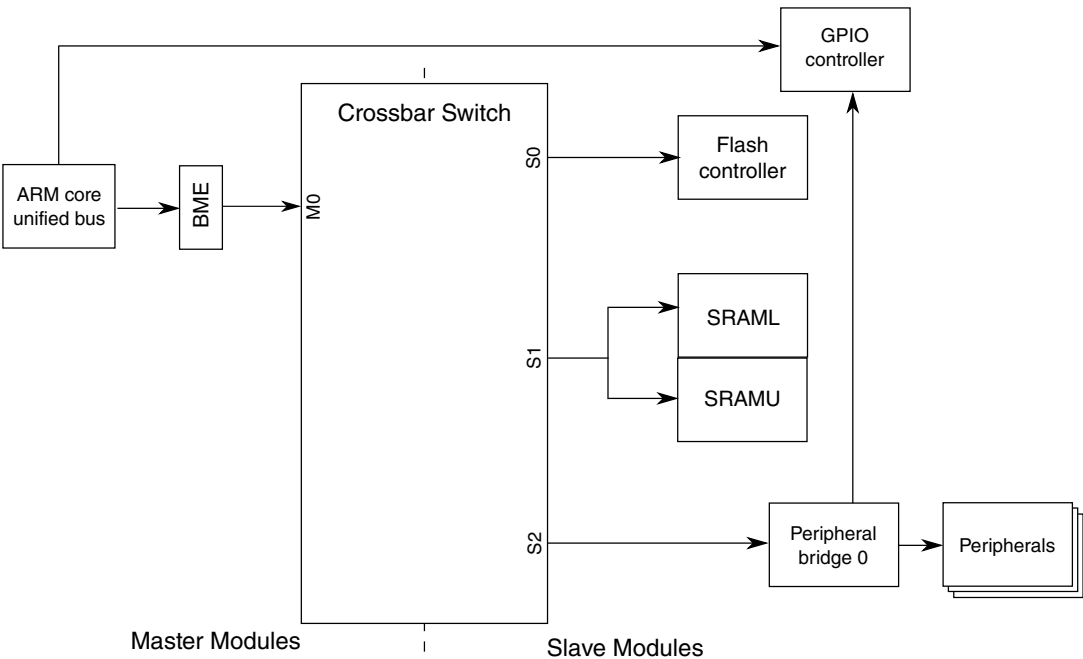 GPIO
controller
Crossbar Switch
S0
Flash
controller
ARM core
unified bus
BME
M0
SRAML
S1
SRAMU
S2
Peripheral
bridge 0
Peripherals
Master Modules
Slave Modules